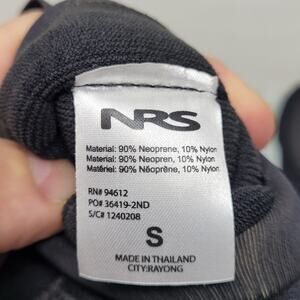 NRS
Material: 90% Neoprene, 10% Nylon
Material: 90% Neopren, 10% Nylon
Matériel: 90% Néoprène, 10% Nylon
RN# 94612
PO# 36419-2ND
S/C# 1240208
S
MADE IN THAILAND
CITY:RAYONG